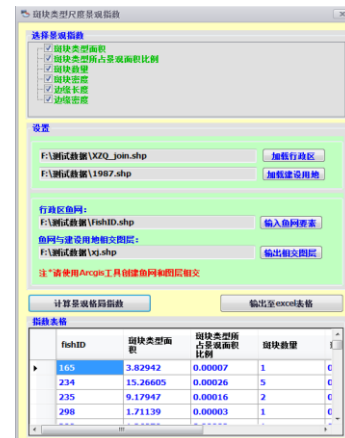 斑块类型尺度景观指数
选择景观指数
斑块类型面积
斑块类型所占景观面积比例
斑块数量
斑块密度
边缘长度
边缘密度
设置
F:\测试数据\XZQ_join.shp
加载行政区
F:\测试数据\1987.shp
加载建设用地
行政区鱼网：
F:\测试数据\FishID.shp
输入鱼网要素
鱼网与建设用地相交图层：
F:\测试数据\xj.shp
输出相交图层
注*请使用Arcgis工具创建鱼网和图层相交
计算景观格局指数
输出至excel表格
指数表格
fishID 斑块类型面积 斑块类型所占景观面积比例 斑块数量
165 3.82942 0.00007 1
234 15.26605 0.00026 5
235 9.17947 0.00016 2
298 1.71139 0.00003 1